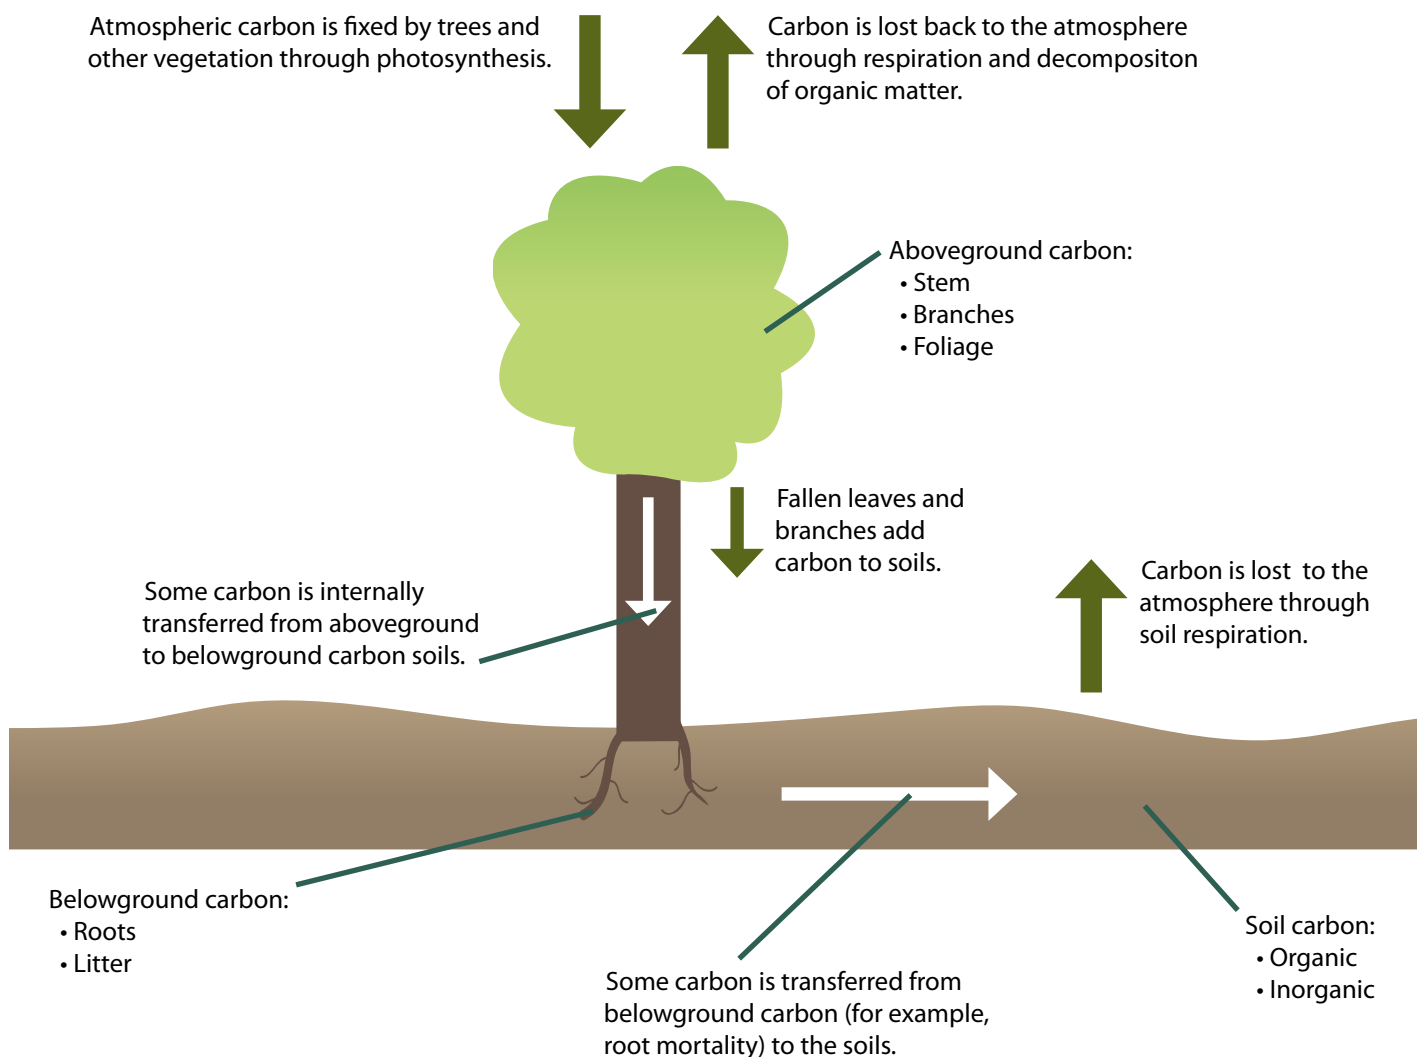 Atmospheric carbon is fixed by trees and
other vegetation through photosynthesis.
Carbon is lost back to the atmosphere
through respiration and decompositon
of organic matter.
Aboveground carbon:
• Stem
• Branches
• Foliage
Fallen leaves and
branches add
carbon to soils.
Some carbon is internally
transferred from aboveground
to belowground carbon soils.
Carbon is lost  to the
atmosphere through
soil respiration.
Belowground carbon:
• Roots
• Litter
Some carbon is transferred from
belowground carbon (for example,
root mortality) to the soils.
Soil carbon:
• Organic
• Inorganic